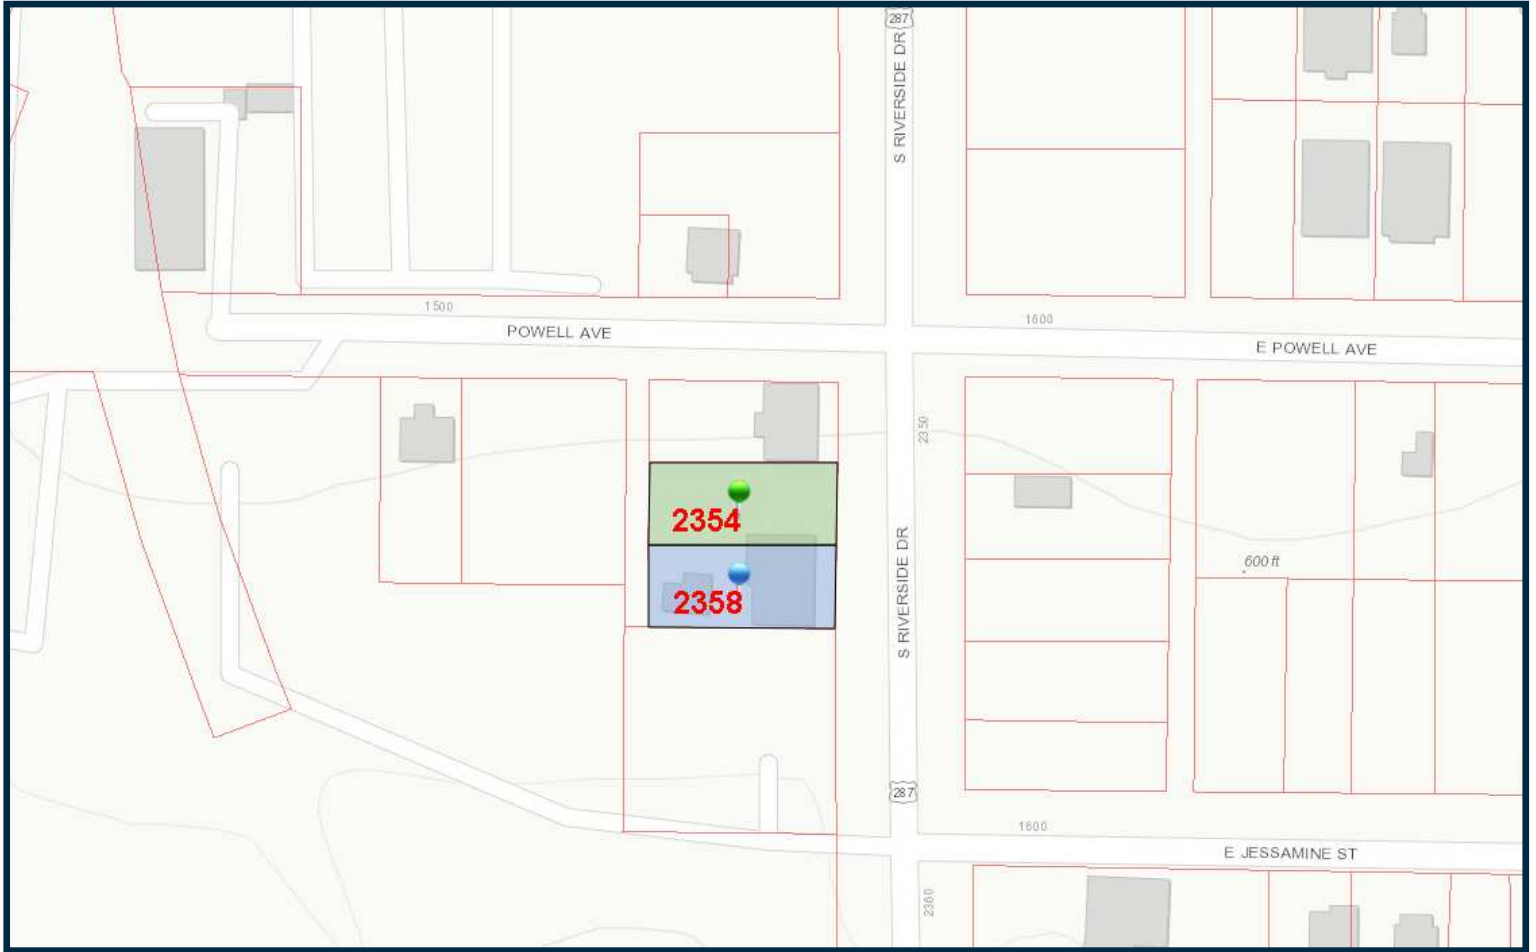 287
S RIVERSIDE DR
1500
POWELL AVE
1600
E POWELL AVE
2350
2354
600 ft
2358
S RIVERSIDE DR
287
1600
E JESSAMINE ST
2360